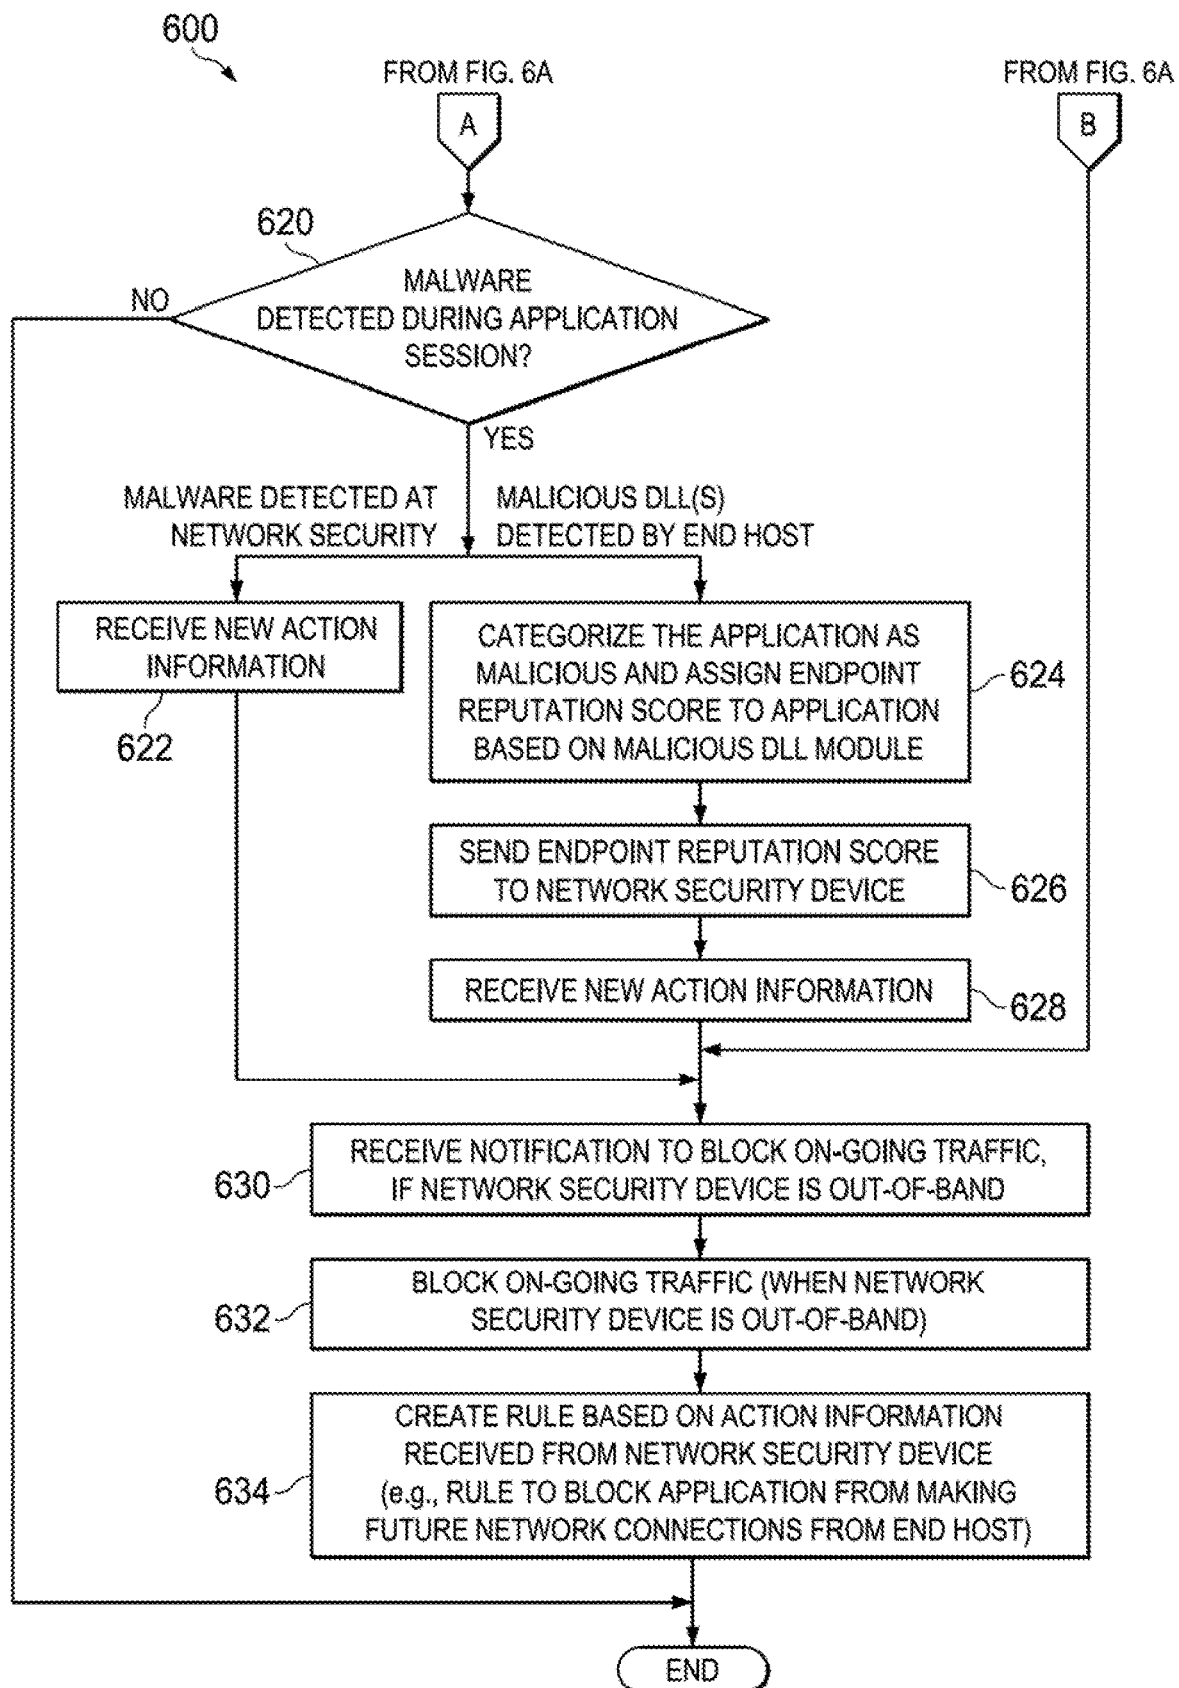 600
FROM FIG. 6A
A
FROM FIG. 6A
B
620
MALWARE
DETECTED DURING APPLICATION
SESSION?
NO
YES
MALWARE DETECTED AT
NETWORK SECURITY
MALICIOUS DLL(S)
DETECTED BY END HOST
RECEIVE NEW ACTION
INFORMATION
622
CATEGORIZE THE APPLICATION AS
MALICIOUS AND ASSIGN ENDPOINT
REPUTATION SCORE TO APPLICATION
BASED ON MALICIOUS DLL MODULE
624
SEND ENDPOINT REPUTATION SCORE
TO NETWORK SECURITY DEVICE
626
RECEIVE NEW ACTION INFORMATION
628
RECEIVE NOTIFICATION TO BLOCK ON-GOING TRAFFIC,
IF NETWORK SECURITY DEVICE IS OUT-OF-BAND
630
BLOCK ON-GOING TRAFFIC (WHEN NETWORK
SECURITY DEVICE IS OUT-OF-BAND)
632
CREATE RULE BASED ON ACTION INFORMATION
RECEIVED FROM NETWORK SECURITY DEVICE
(e.g., RULE TO BLOCK APPLICATION FROM MAKING
FUTURE NETWORK CONNECTIONS FROM END HOST)
634
END